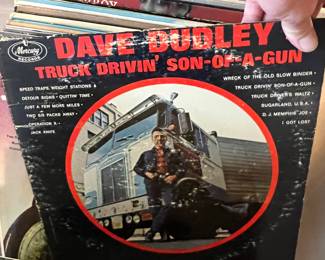 Mercury
RECORDS
DAVE DUDLEY
TRUCK DRIVIN' SON-OF-A-GUN
SPEED TRAPS, WEIGHT STATIONS &
DETOUR SIGNS · QUITTIN' TIME ·
JUST A FEW MORE MILES ·
TWO SIX PACKS AWAY ·
OPERATION X ·
JACK KNIFE
WRECK OF THE OLD SLOW BINDER ·
TRUCK DRIVIN' SON-OF-A-GUN ·
TRUCK DRIVER'S WALTZ ·
SUGARLAND, U.S.A. ·
D.J. MEMPHIS JOE ·
I GOT LOST